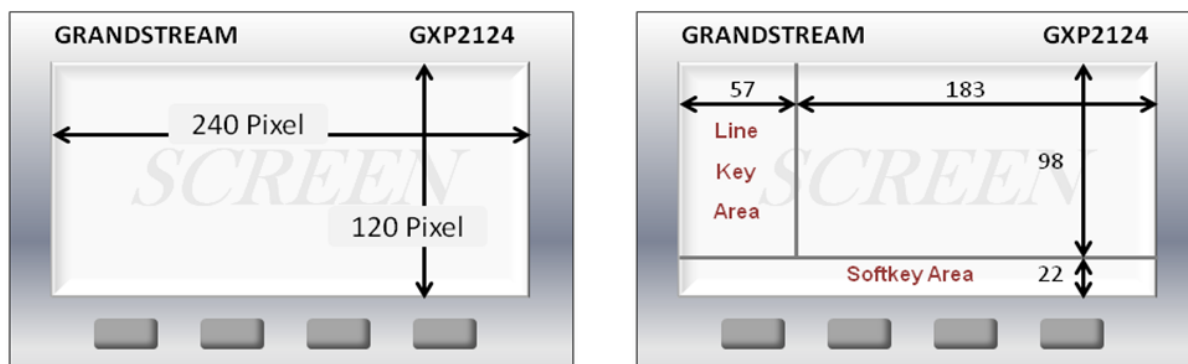 GRANDSTREAM GXP2124
240 Pixel
SCREEN
120 Pixel
GRANDSTREAM GXP2124
57 183
Line
Key
Area
SCREEN
98
Softkey Area 22